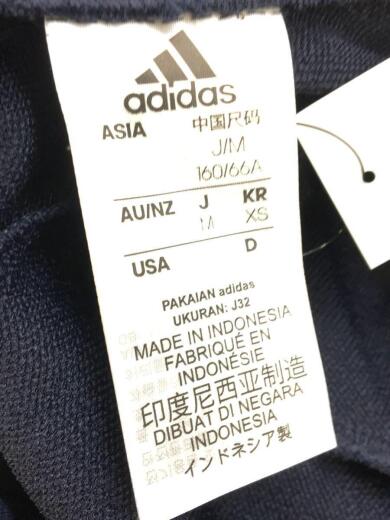 adidas
ASIA 中国尺码
J/M
160/66A
AU/NZ J KR
M XS
USA D
PAKAIAN adidas
UKURAN: J32
MADE IN INDONESIA
FABRIQUÉ EN
INDONÉSIE
印度尼西亚制造
DIBUAT DI NEGARA
INDONESIA
インドネシア製